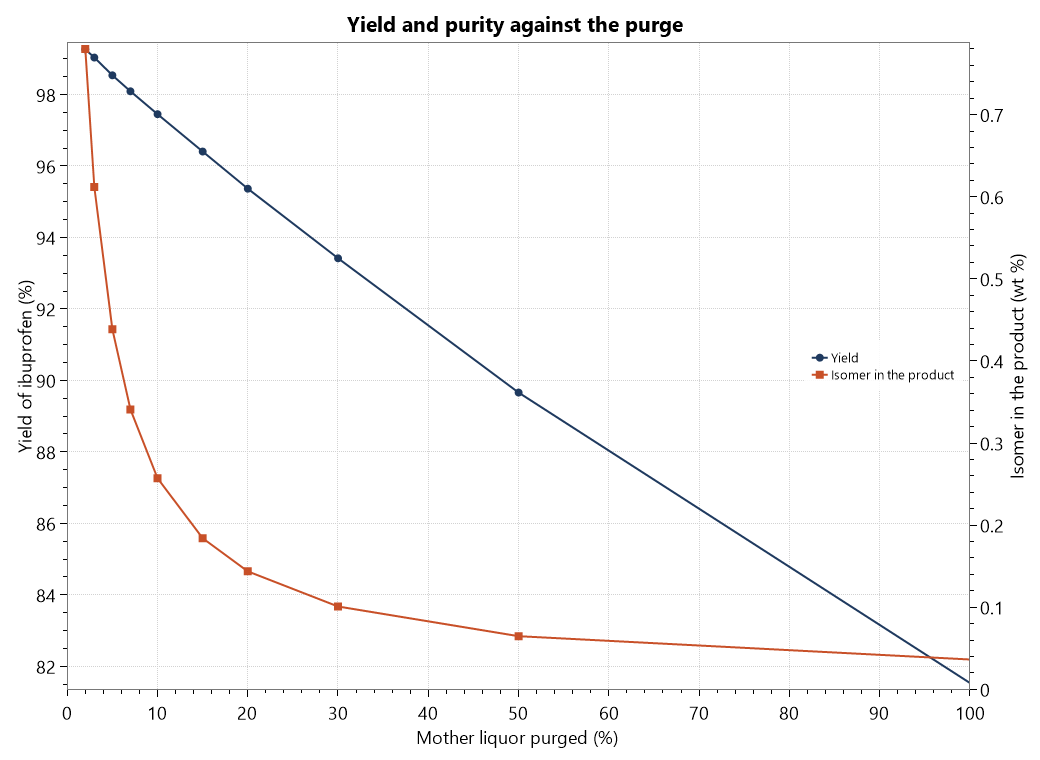 Yield and purity against the purge
Yield of ibuprofen (%)
98
96
94
92
90
88
86
84
82
0.7
0.6
0.5
0.4
0.3
0.2
0.1
0
Isomer in the product (wt %)
Yield
Isomer in the product
0 10 20 30 40 50 60 70 80 90 100
Mother liquor purged (%)